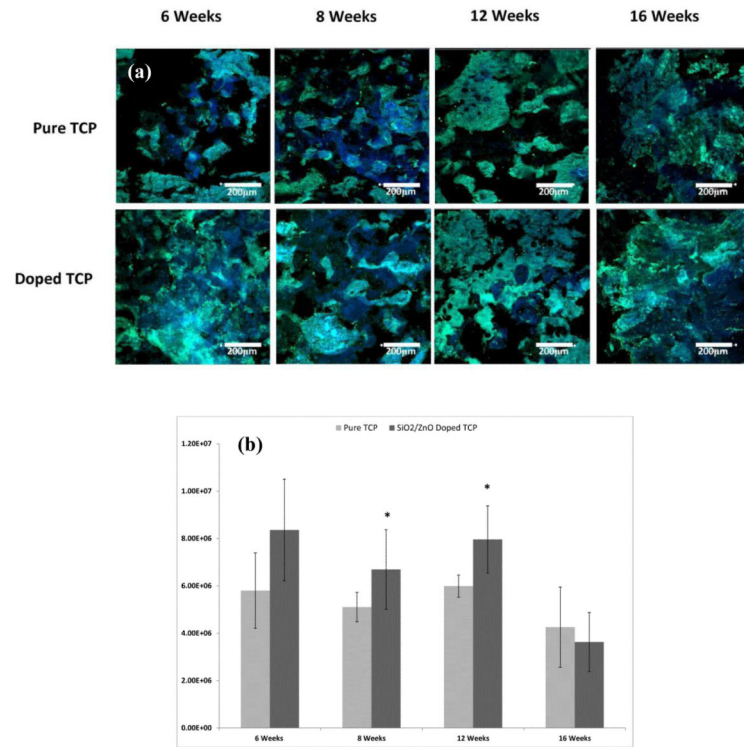 6 Weeks 8 Weeks 12 Weeks 16 Weeks
(a)
Pure TCP
200µm 200µm 200µm 200µm
Doped TCP
200µm 200µm 200µm 200µm
(b)
Pure TCP SiO2/ZnO Doped TCP
1.20E+07
1.00E+07
8.00E+06
6.00E+06
4.00E+06
2.00E+06
0.00E+00
* *
6 Weeks 8 Weeks 12 Weeks 16 Weeks